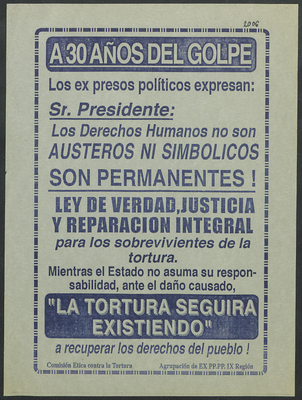 2006
A 30 AÑOS DEL GOLPE
Los ex presos políticos expresan:
Sr. Presidente:
Los Derechos Humanos no son
AUSTEROS NI SIMBOLICOS
SON PERMANENTES !
LEY DE VERDAD,JUSTICIA
Y REPARACION INTEGRAL
para los sobrevivientes de la
tortura.
Mientras el Estado no asuma su respon-
sabilidad, ante el daño causado,
"LA TORTURA SEGUIRA
EXISTIENDO"
a recuperar los derechos del pueblo !
Comisión Etica contra la Tortura Agrupación de EX PP.PP. IX Región